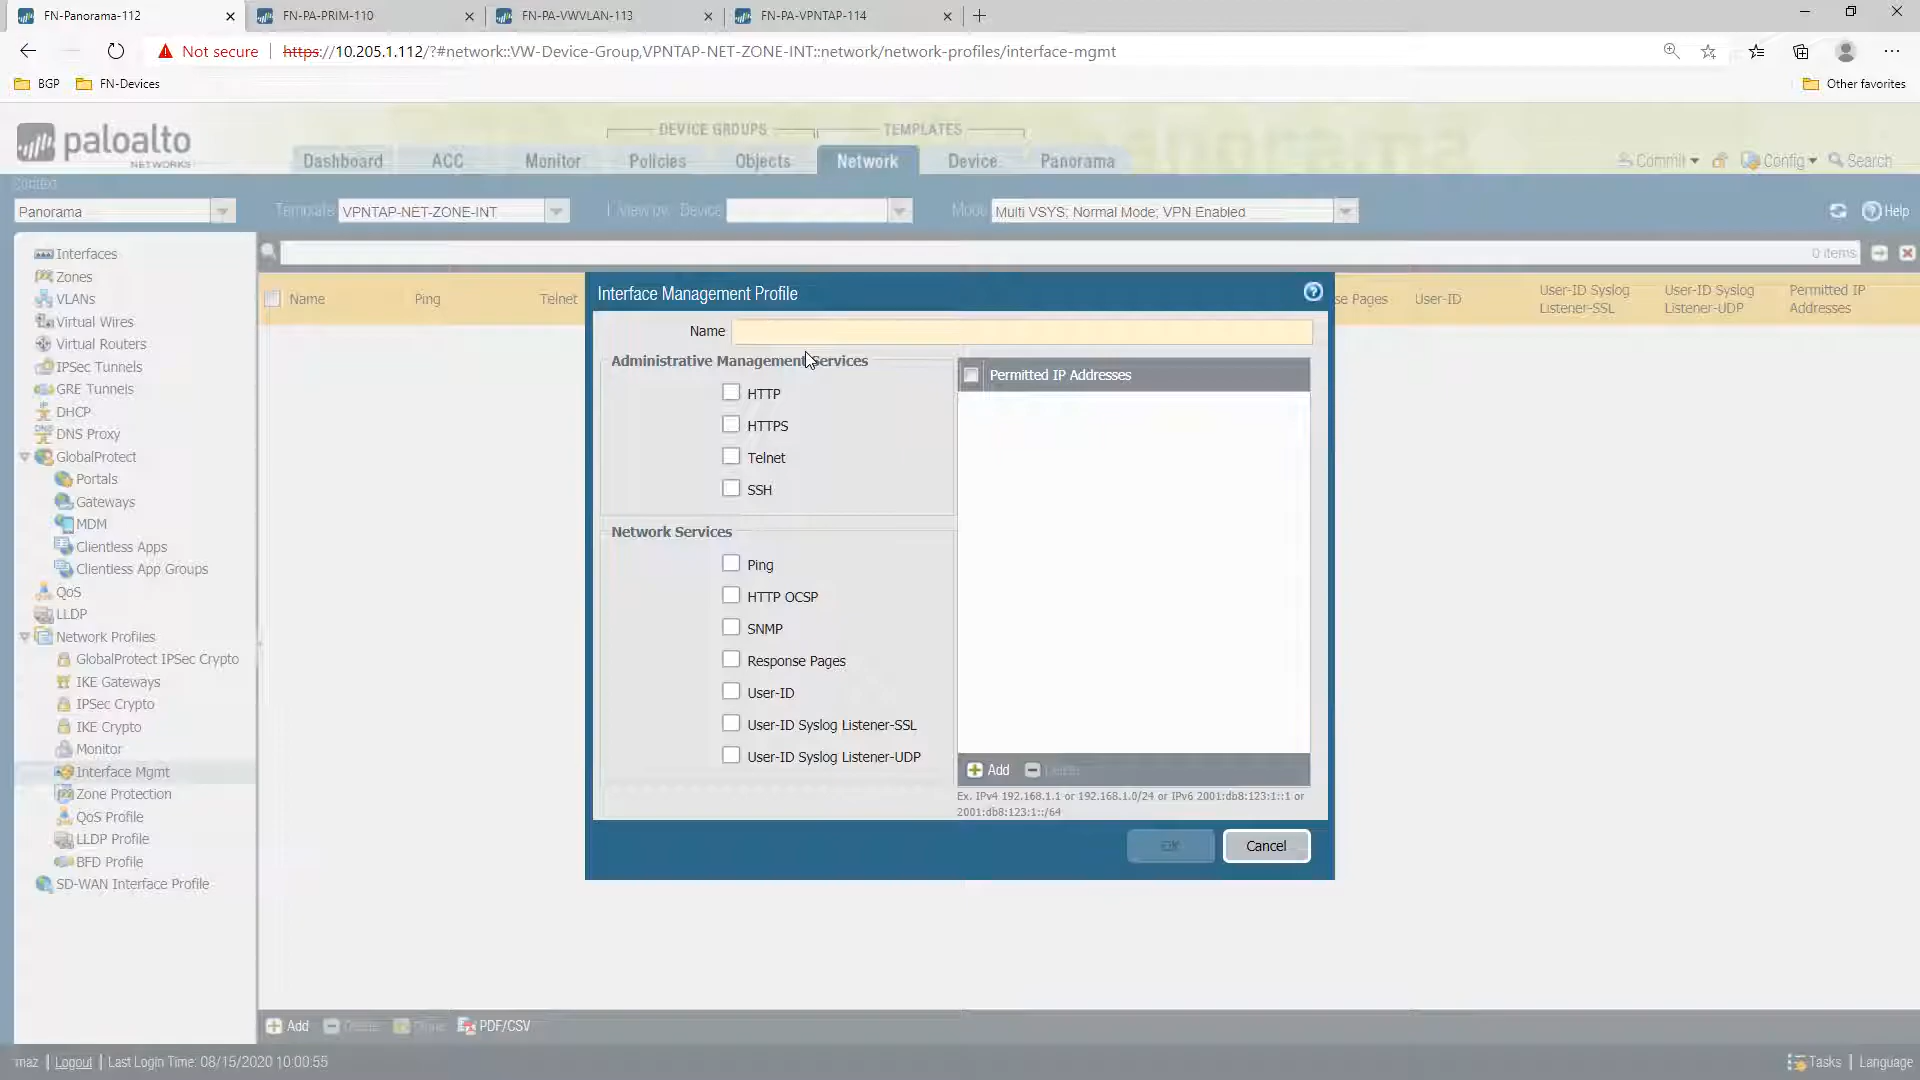 FN-Panorama-112
FN-PA-PRIM-110
FN-PA-VWVLAN-113
FN-PA-VPNTAP-114
Not secure
https://10.205.1.112/?#network::VW-Device-Group,VPNTAP-NET-ZONE-INT::network/network-profiles/interface-mgmt
BGP
FN-Devices
Other favorites
paloalto
NETWORKS
DEVICE GROUPS
TEMPLATES
Dashboard
ACC
Monitor
Policies
Objects
Network
Device
Panorama
Commit
Config
Search
Context
Panorama
Template
VPNTAP-NET-ZONE-INT
View by: Device
Mode
Multi VSYS; Normal Mode; VPN Enabled
Help
Interfaces
Zones
VLANs
Virtual Wires
Virtual Routers
IPSec Tunnels
GRE Tunnels
DHCP
DNS Proxy
GlobalProtect
Portals
Gateways
MDM
Clientless Apps
Clientless App Groups
QoS
LLDP
Network Profiles
GlobalProtect IPSec Crypto
IKE Gateways
IPSec Crypto
IKE Crypto
Monitor
Interface Mgmt
Zone Protection
QoS Profile
LLDP Profile
BFD Profile
SD-WAN Interface Profile
0 items
Name
Ping
Telnet
se Pages
User-ID
User-ID Syslog Listener-SSL
User-ID Syslog Listener-UDP
Permitted IP Addresses
Interface Management Profile
Name
Administrative Management Services
HTTP
HTTPS
Telnet
SSH
Network Services
Ping
HTTP OCSP
SNMP
Response Pages
User-ID
User-ID Syslog Listener-SSL
User-ID Syslog Listener-UDP
Permitted IP Addresses
Add
Delete
Ex. IPv4 192.168.1.1 or 192.168.1.0/24 or IPv6 2001:db8:123:1::1 or
2001:db8:123:1::/64
OK
Cancel
Add
Delete
Clone
PDF/CSV
maz
Logout
Last Login Time: 08/15/2020 10:00:55
Tasks
Language